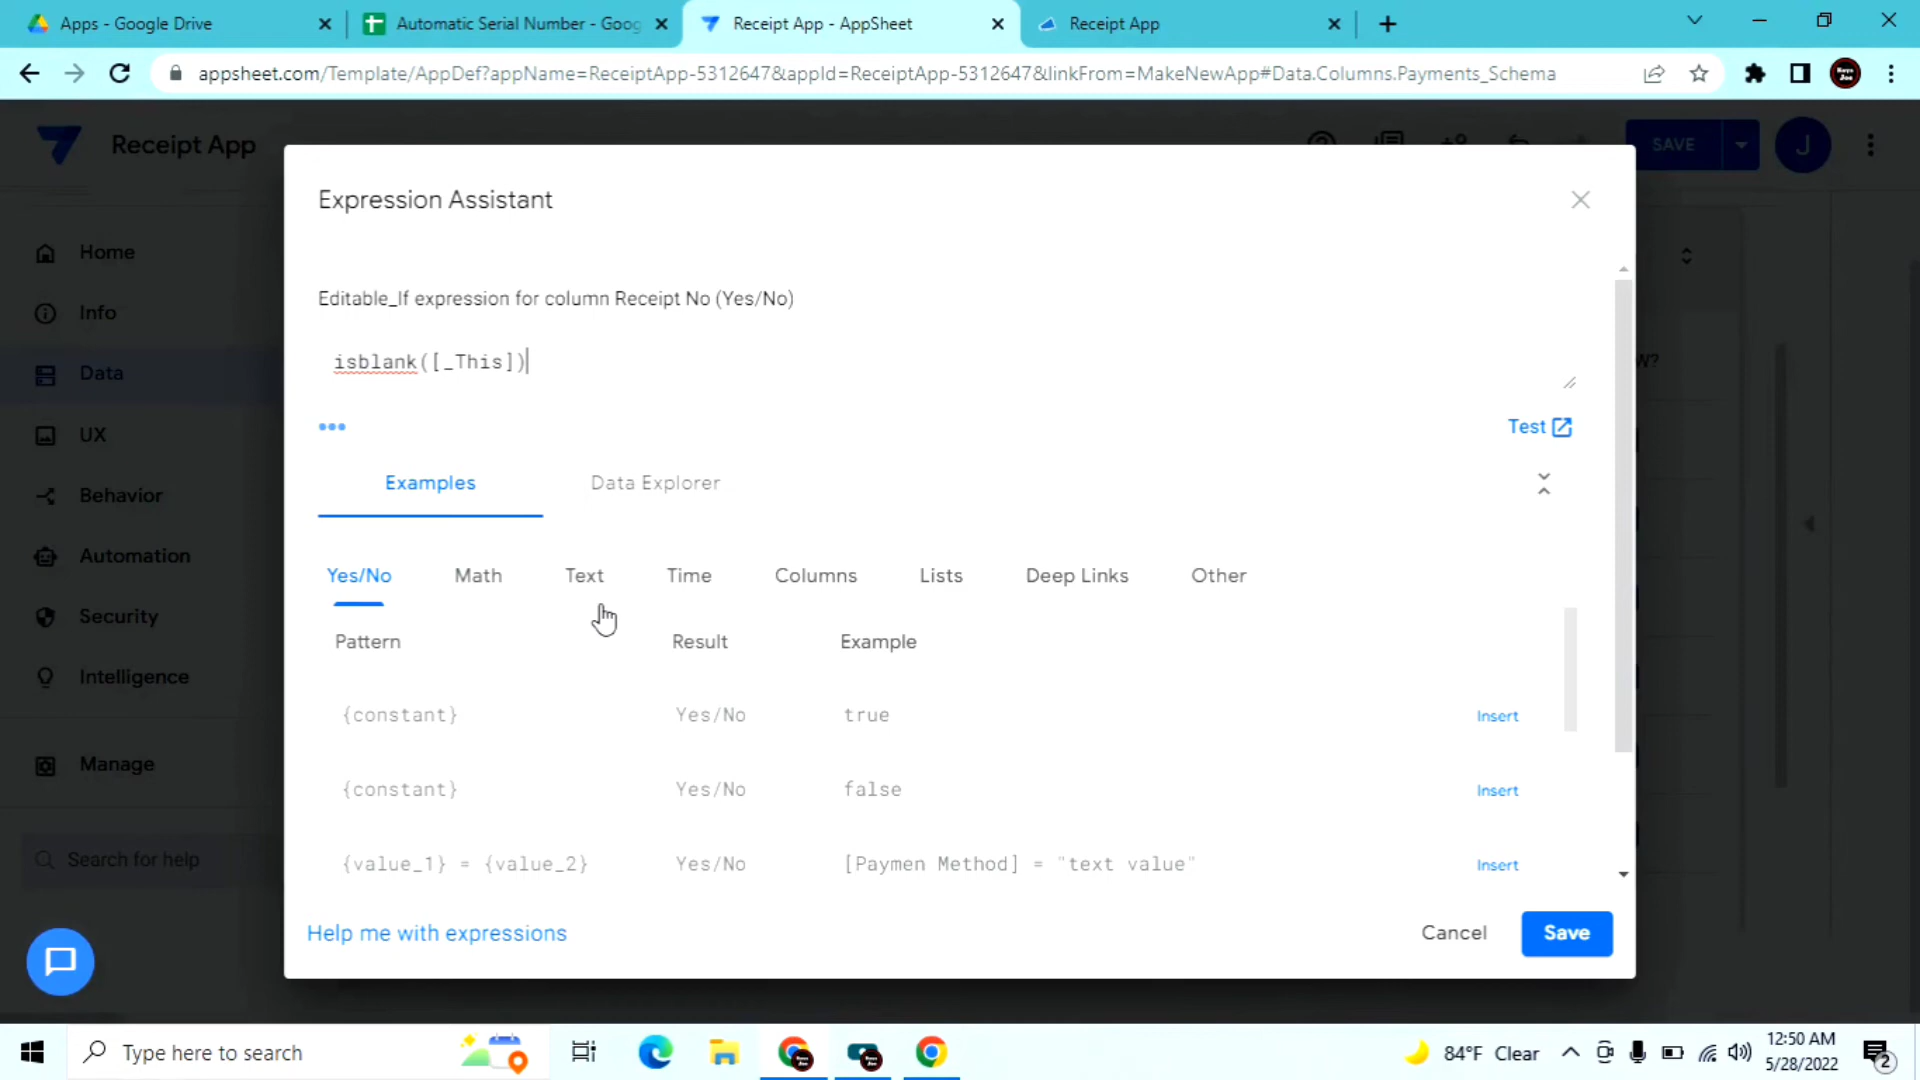 Apps - Google Drive
Automatic Serial Number - Goog
Receipt App - AppSheet
Receipt App
appsheet.com/Template/AppDef?appName=ReceiptApp-5312647&appId=ReceiptApp-5312647&linkFrom=MakeNewApp#Data.Columns.Payments_Schema
Receipt App
SAVE
J
Home
Info
Data
UX
Behavior
Automation
Security
Intelligence
Manage
Search for help
W?
Expression Assistant
Editable_If expression for column Receipt No (Yes/No)
isblank([_This])
Test
Examples Data Explorer
Yes/No Math Text Time Columns Lists Deep Links Other
Pattern Result Example
{constant} Yes/No true Insert
{constant} Yes/No false Insert
{value_1} = {value_2} Yes/No [Paymen Method] = "text value" Insert
Help me with expressions
Cancel
Save
Type here to search
84°F Clear
12:50 AM
5/28/2022
2